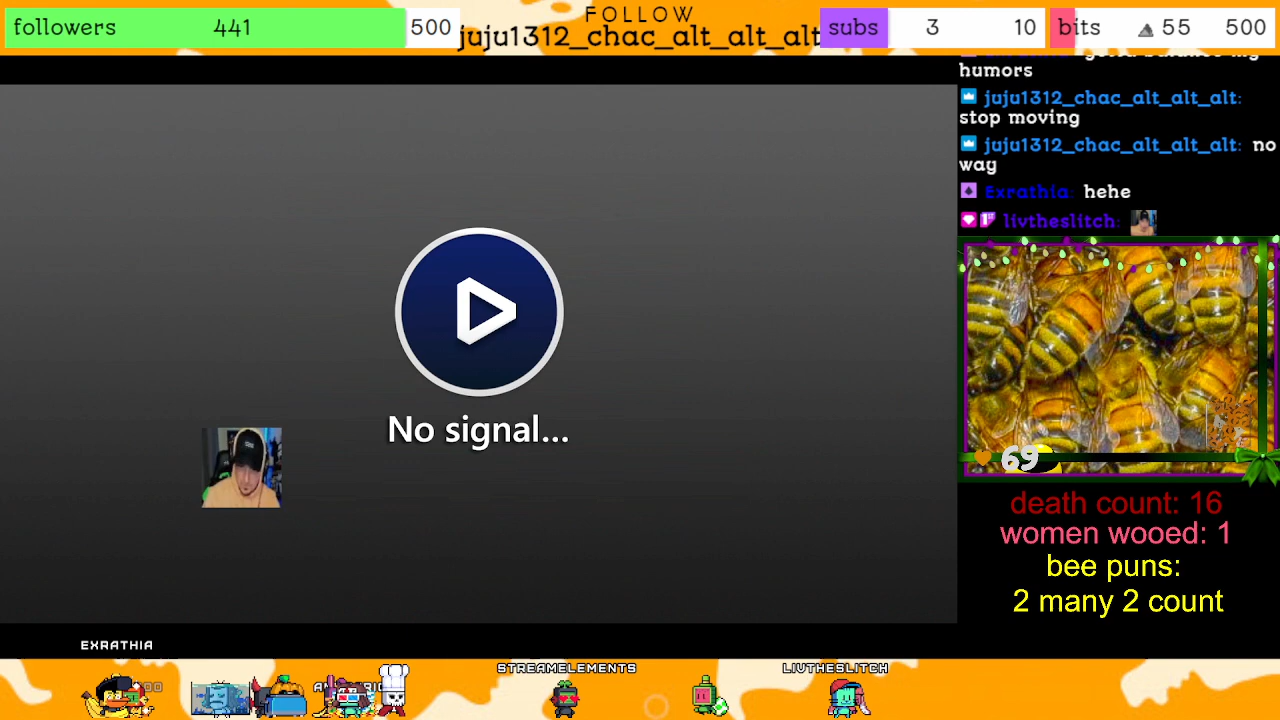 followers 441 500
FOLLOW
juju1312_chac_alt_alt_alt
subs 3 10
bits 55 500
humors
juju1312_chac_alt_alt_alt:
stop moving
juju1312_chac_alt_alt_alt: no
way
Exrathia: hehe
livtheslitch:
No signal...
69
death count: 16
women wooed: 1
bee puns:
2 many 2 count
EXRATHIA
STREAMELEMENTS
LIVTHESLITCH